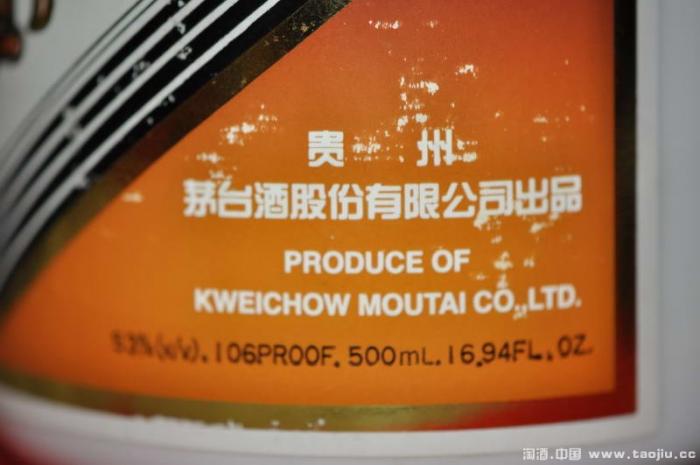 贵 州
茅台酒股份有限公司出品
PRODUCE OF
KWEICHOW MOUTAI CO.,LTD.
53%(v/v).106PROOF. 500mL.16.94FL.OZ.
淘酒.中国 www.taojiu.cc